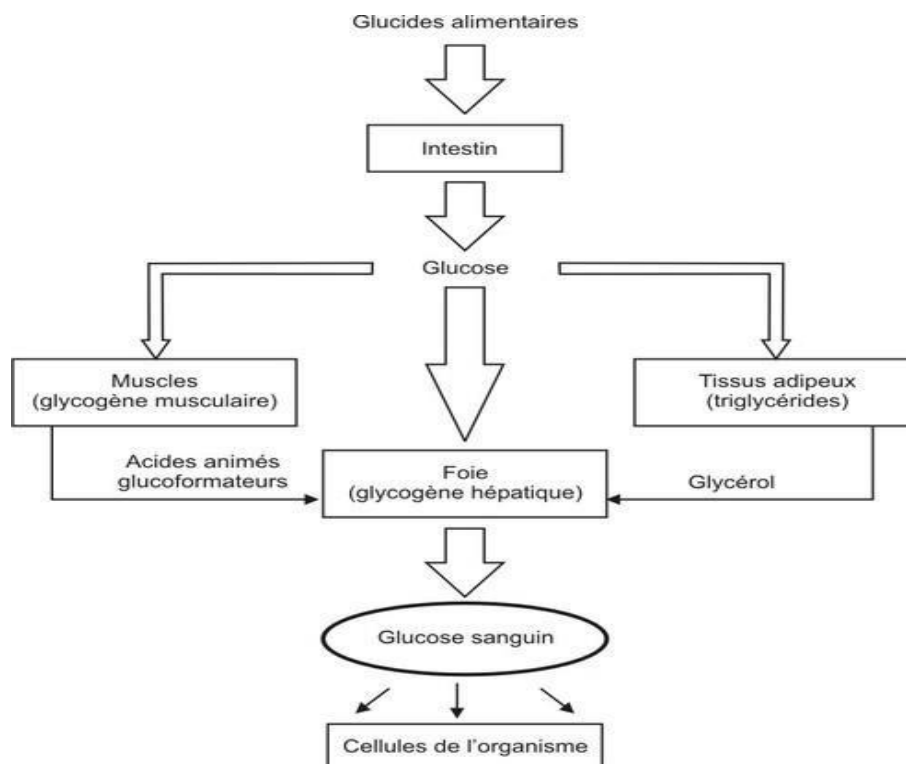 Glucides alimentaires
Intestin
Glucose
Muscles
(glycogène musculaire)
Tissus adipeux
(triglycérides)
Acides animés
glucoformateurs
Foie
(glycogène hépatique)
Glycérol
Glucose sanguin
Cellules de l'organisme